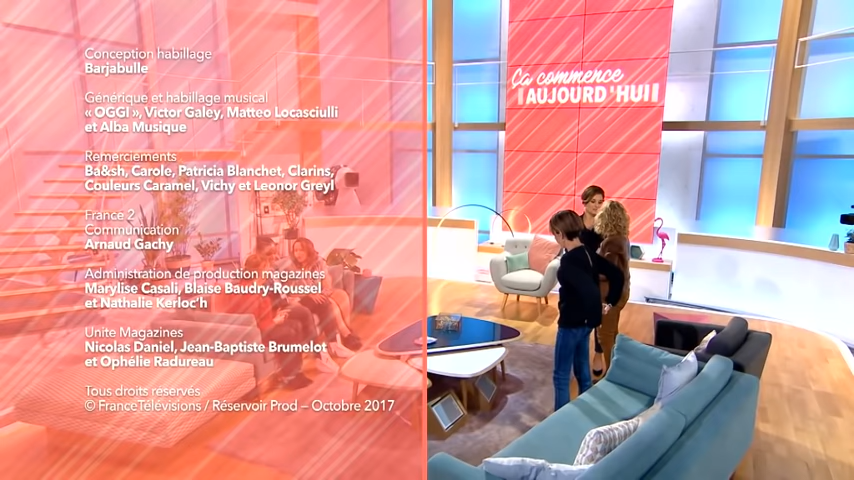 Conception habillage
Barjabulle
Générique et habillage musical
« OGGI », Victor Galey, Matteo Locasciulli
et Alba Musique
Remerciements
Ba&sh, Carole, Patricia Blanchet, Clarins,
Couleurs Caramel, Vichy et Leonor Greyl
France 2
Communication
Arnaud Gachy
Administration de production magazines
Marylise Casali, Blaise Baudry-Roussel
et Nathalie Kerloc'h
Unite Magazines
Nicolas Daniel, Jean-Baptiste Brumelot
et Ophélie Radureau
Tous droits réservés
© FranceTélévisions / Réservoir Prod – Octobre 2017
Ça commence
AUJOURD'HUI